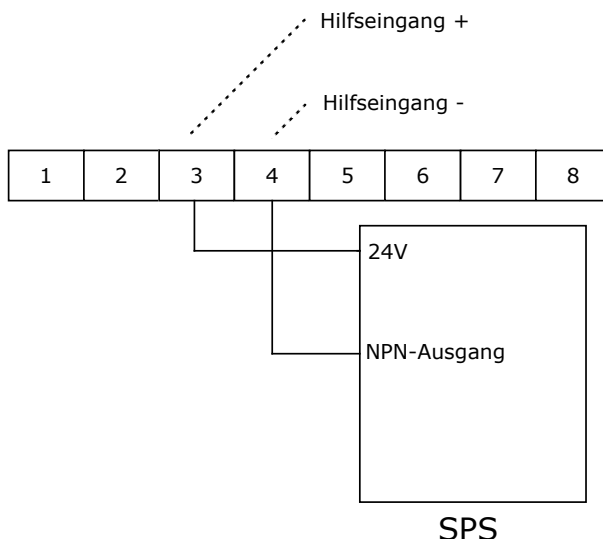 Hilfseingang +
Hilfseingang -
1 2 3 4 5 6 7 8
24V
NPN-Ausgang
SPS